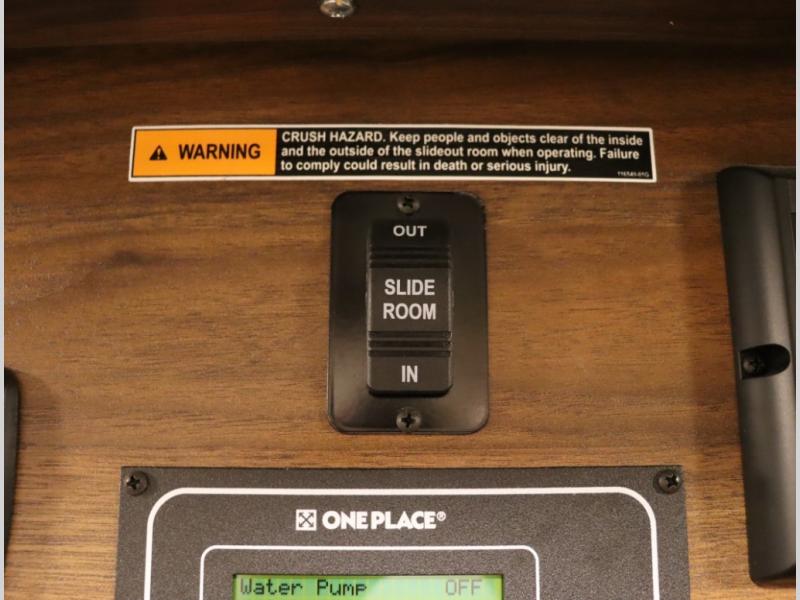 WARNING
CRUSH HAZARD. Keep people and objects clear of the inside
and the outside of the slideout room when operating. Failure
to comply could result in death or serious injury.
OUT
SLIDE
ROOM
IN
ONE PLACE®
Water Pump OFF